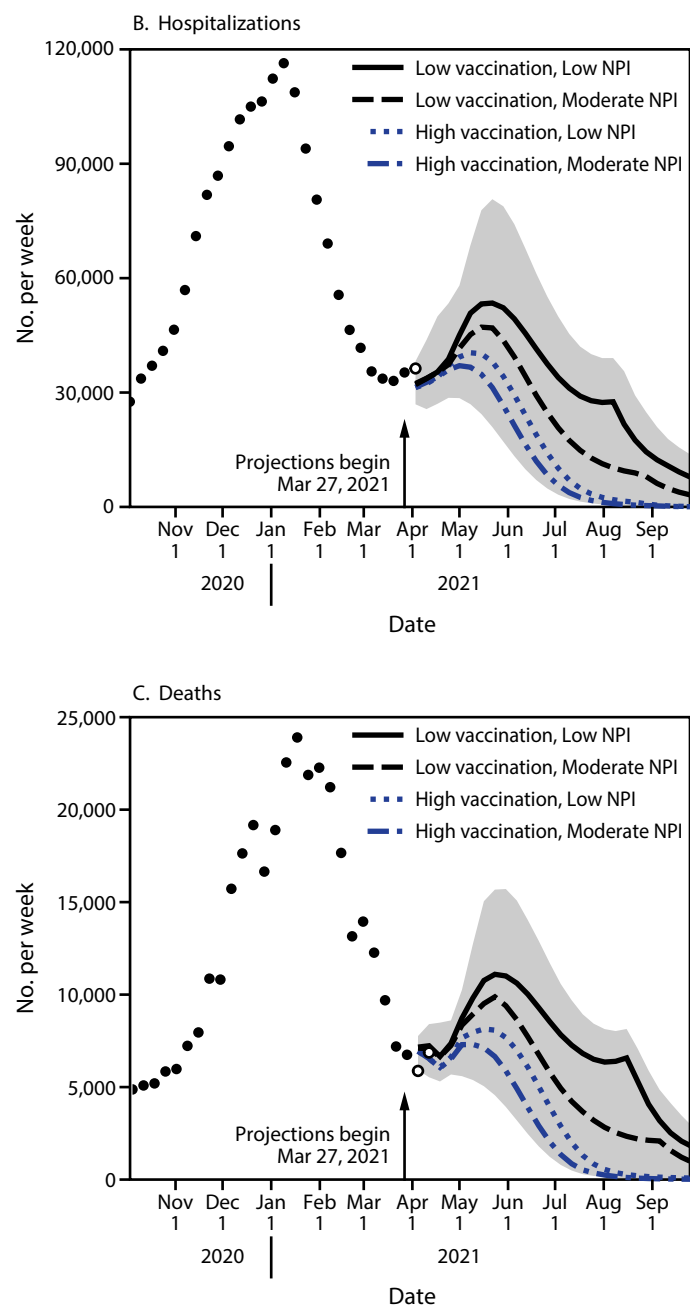 B. Hospitalizations
120,000
90,000
60,000
30,000
0
No. per week
Low vaccination, Low NPI
Low vaccination, Moderate NPI
High vaccination, Low NPI
High vaccination, Moderate NPI
Projections begin
Mar 27, 2021
Nov Dec Jan Feb Mar Apr May Jun Jul Aug Sep
1 1 1 1 1 1 1 1 1 1 1
2020 2021
Date
C. Deaths
25,000
20,000
15,000
10,000
5,000
0
No. per week
Low vaccination, Low NPI
Low vaccination, Moderate NPI
High vaccination, Low NPI
High vaccination, Moderate NPI
Projections begin
Mar 27, 2021
Nov Dec Jan Feb Mar Apr May Jun Jul Aug Sep
1 1 1 1 1 1 1 1 1 1 1
2020 2021
Date